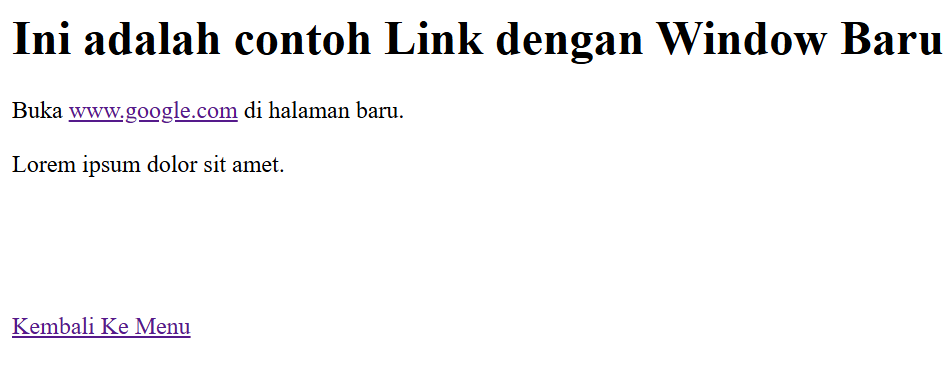 Ini adalah contoh Link dengan Window Baru
Buka www.google.com di halaman baru.
Lorem ipsum dolor sit amet.
Kembali Ke Menu